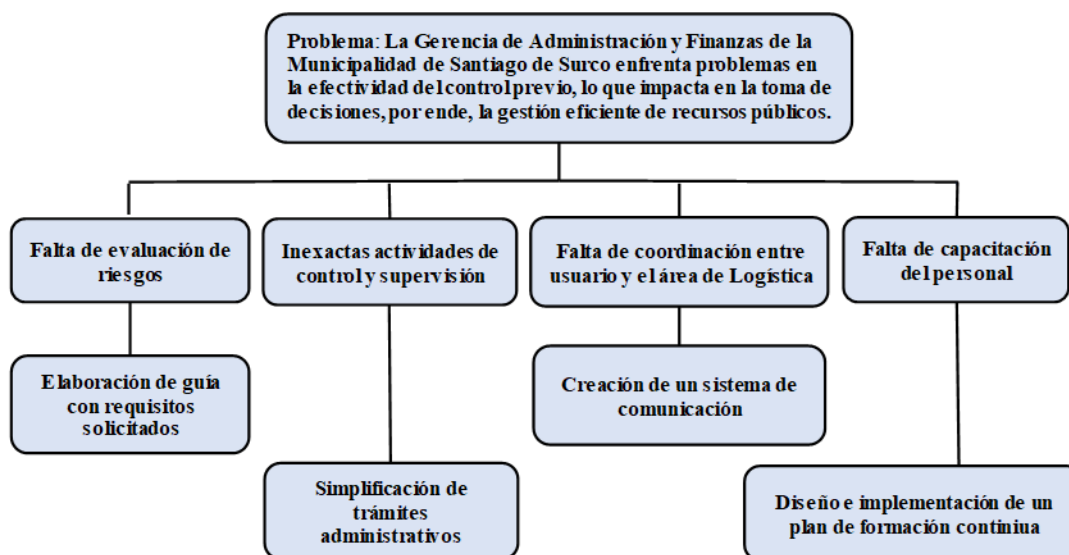 Problema: La Gerencia de Administración y Finanzas de la
Municipalidad de Santiago de Surco enfrenta problemas en
la efectividad del control previo, lo que impacta en la toma de
decisiones, por ende, la gestión eficiente de recursos públicos.
Falta de evaluación de
riesgos
Inexactas actividades de
control y supervisión
Falta de coordinación entre
usuario y el área de Logística
Falta de capacitación
del personal
Elaboración de guía
con requisitos
solicitados
Creación de un sistema de
comunicación
Simplificación de
trámites
administrativos
Diseño e implementación de un
plan de formación continiua